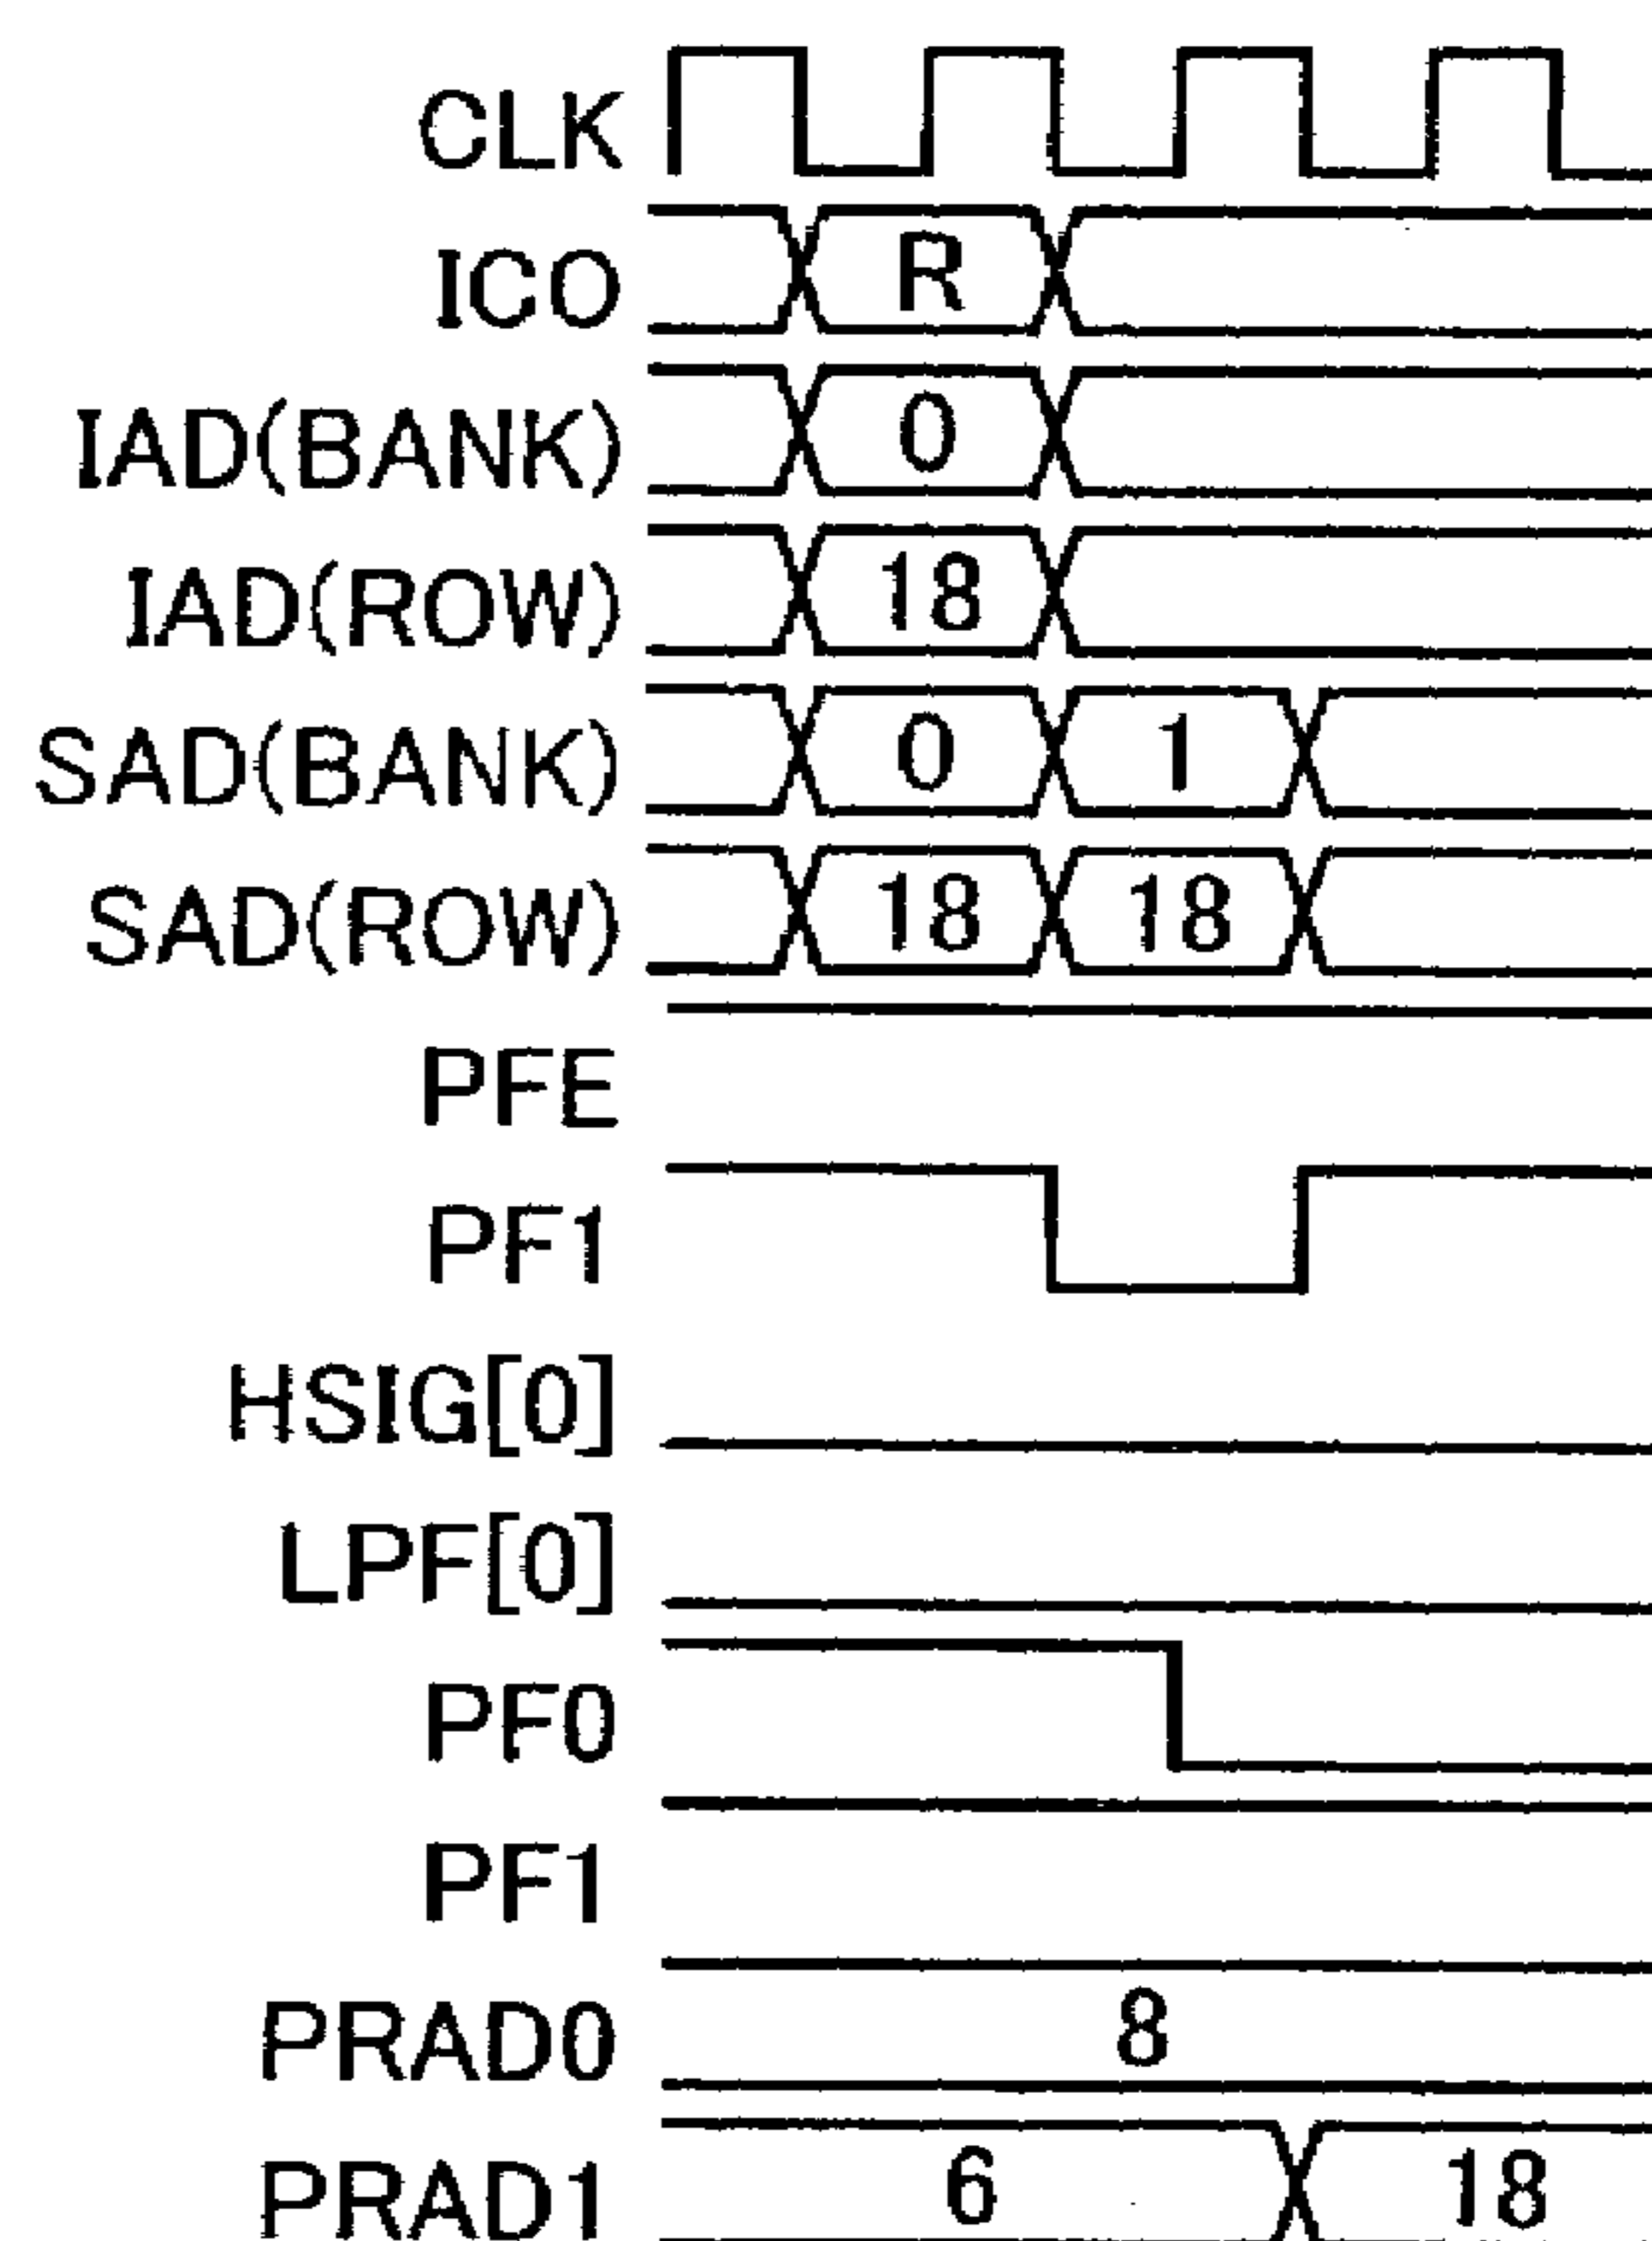 CLK
ICO R
IAD(BANK) 0
IAD(ROW) 18
SAD(BANK) 0 1
SAD(ROW) 18 18
PFE
PF1
HSIG[0]
LPF[0]
PF0
PF1
PRAD0 8
PRAD1 6 18